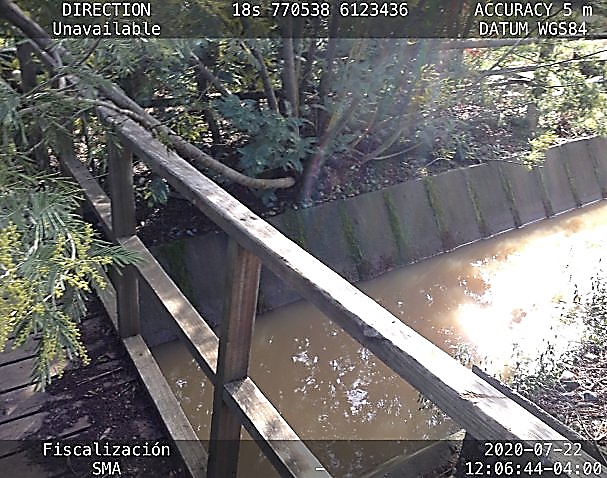 DIRECTION
Unavailable
18s 770538 6123436
ACCURACY 5 m
DATUM WGS84
Fiscalización
SMA
-
2020-07-22
12:06:44-04:00